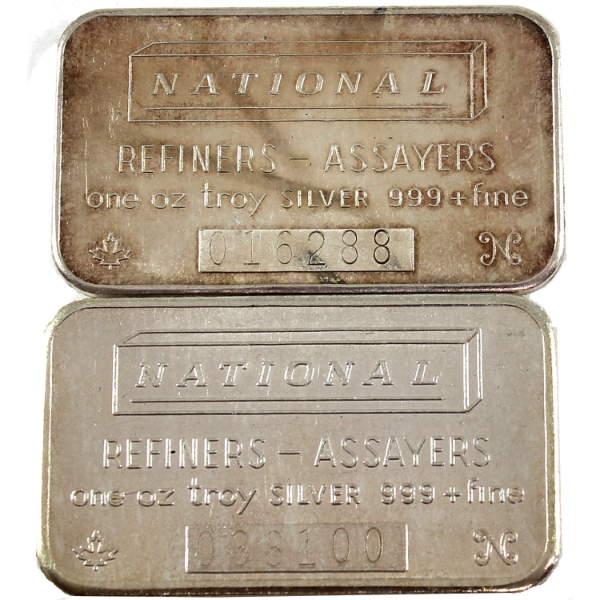 NATIONAL
REFINERS - ASSAYERS
one oz troy SILVER 999+fine
016288 N
NATIONAL
REFINERS - ASSAYERS
one oz troy SILVER 999+fine
N